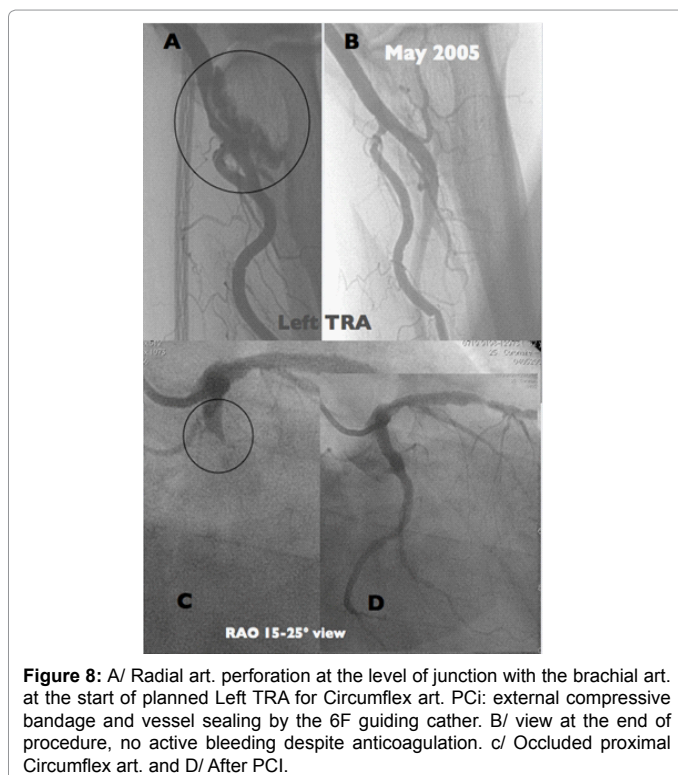 A
B
May 2005
Left TRA
C
D
RAO 15-25° view
Figure 8: A/ Radial art. perforation at the level of junction with the brachial art.
at the start of planned Left TRA for Circumflex art. PCi: external compressive
bandage and vessel sealing by the 6F guiding cather. B/ view at the end of
procedure, no active bleeding despite anticoagulation. c/ Occluded proximal
Circumflex art. and D/ After PCI.